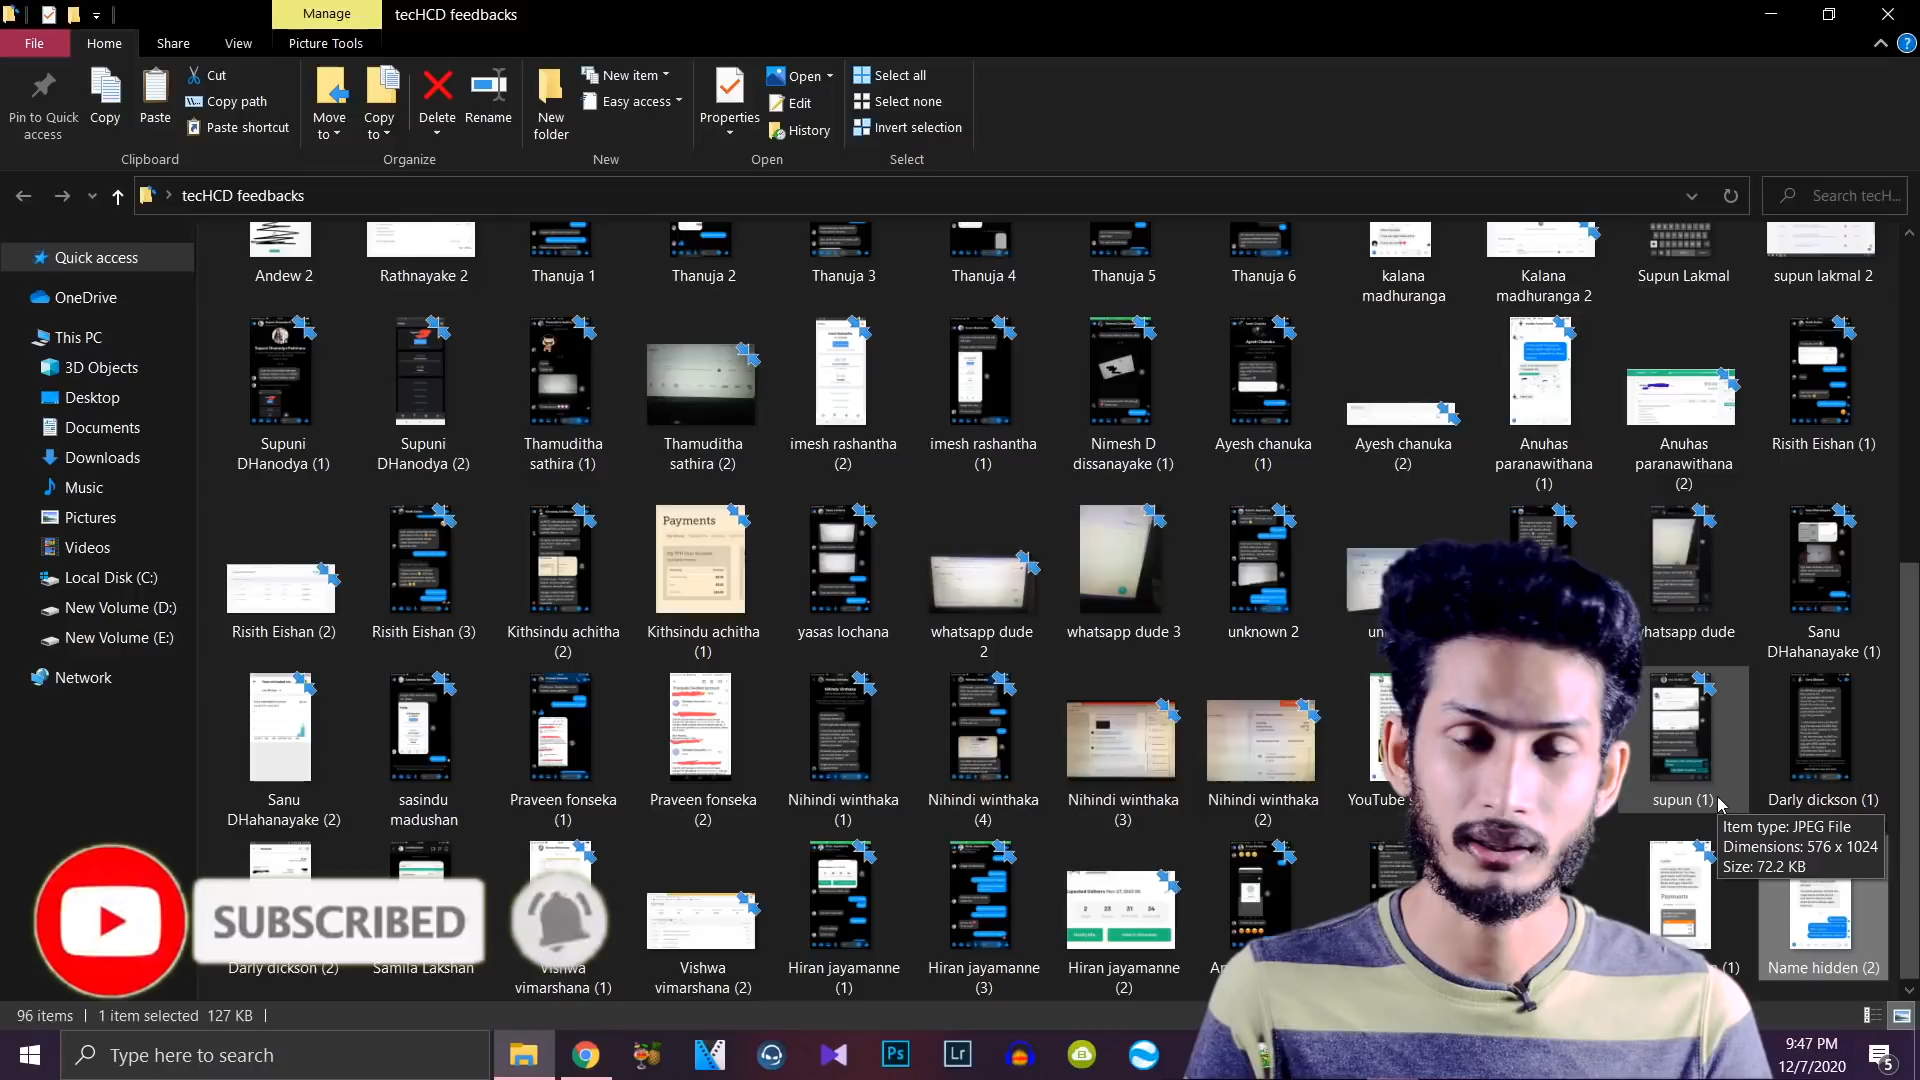 Manage
tecHCD feedbacks
File
Home
Share
View
Picture Tools
Pin to Quick access
Copy
Paste
Cut
Copy path
Paste shortcut
Clipboard
Move to
Copy to
Delete
Rename
Organize
New folder
New item
Easy access
New
Properties
Open
Edit
History
Open
Select all
Select none
Invert selection
Select
tecHCD feedbacks
Search tecH...
Quick access
OneDrive
This PC
3D Objects
Desktop
Documents
Downloads
Music
Pictures
Videos
Local Disk (C:)
New Volume (D:)
New Volume (E:)
Network
Andew 2
Rathnayake 2
Thanuja 1
Thanuja 2
Thanuja 3
Thanuja 4
Thanuja 5
Thanuja 6
kalana madhuranga
Kalana madhuranga 2
Supun Lakmal
supun lakmal 2
Supuni DHanodya (1)
Supuni DHanodya (2)
Thamuditha sathira (1)
Thamuditha sathira (2)
imesh rashantha (2)
imesh rashantha (1)
Nimesh D dissanayake (1)
Ayesh chanuka (1)
Ayesh chanuka (2)
Anuhas paranawithana (1)
Anuhas paranawithana (2)
Risith Eishan (1)
Payments
Risith Eishan (2)
Risith Eishan (3)
Kithsindu achitha (2)
Kithsindu achitha (1)
yasas lochana
whatsapp dude 2
whatsapp dude 3
unknown 2
un
hatsapp dude
Sanu DHahanayake (1)
Sanu DHahanayake (2)
sasindu madushan
Praveen fonseka (1)
Praveen fonseka (2)
Nihindi winthaka (1)
Nihindi winthaka (4)
Nihindi winthaka (3)
Nihindi winthaka (2)
YouTube
supun (1)
Darly dickson (1)
Item type: JPEG File
Dimensions: 576 x 1024
Size: 72.2 KB
SUBSCRIBED
Payments
Darly dickson (2)
Samila Lakshan
Vishwa vimarshana (1)
Vishwa vimarshana (2)
Hiran jayamanne (1)
Hiran jayamanne (3)
Hiran jayamanne (2)
(1)
Name hidden (2)
96 items
1 item selected 127 KB
Type here to search
Ps
Lr
9:47 PM
12/7/2020
5